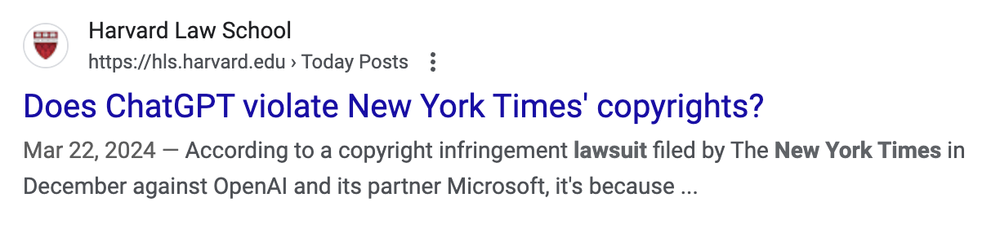 Harvard Law School
https://hls.harvard.edu › Today Posts
Does ChatGPT violate New York Times' copyrights?
Mar 22, 2024 — According to a copyright infringement lawsuit filed by The New York Times in
December against OpenAI and its partner Microsoft, it's because ...